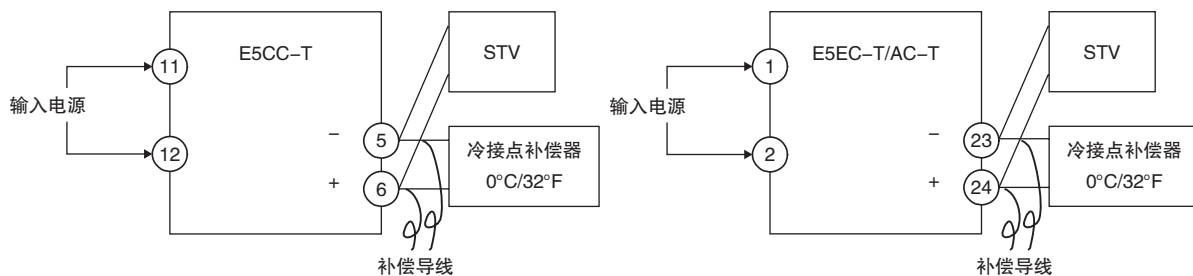 E5CC-T
11
12
输入电源
−
5
+
6
STV
冷接点补偿器
0°C/32°F
补偿导线
E5EC-T/AC-T
1
2
输入电源
−
23
+
24
STV
冷接点补偿器
0°C/32°F
补偿导线